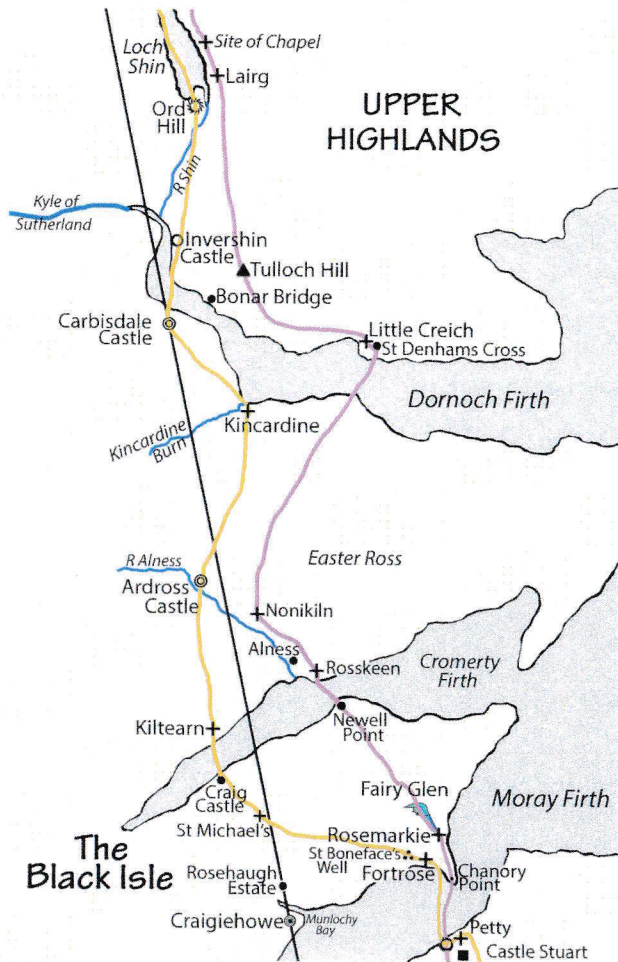 Site of Chapel
Loch
Shin
Lairg
UPPER
HIGHLANDS
Ord
Hill
R Shin
Kyle of
Sutherland
Invershin
Castle
Tulloch Hill
Bonar Bridge
Carbisdale
Castle
Little Creich
St Denhams Cross
Dornoch Firth
Kincardine
Kincardine
Burn
Easter Ross
R Alness
Ardross
Castle
Nonikiln
Alness
Rosskeen
Cromerty
Firth
Kiltearn
Newell
Point
Fairy Glen
Moray Firth
Craig
Castle
St Michael's
Rosemarkie
The
Black Isle
St Boneface's
Well
Fortrose
Chanory
Point
Rosehaugh
Estate
Craigiehowe
Munlochy
Bay
Petty
Castle Stuart